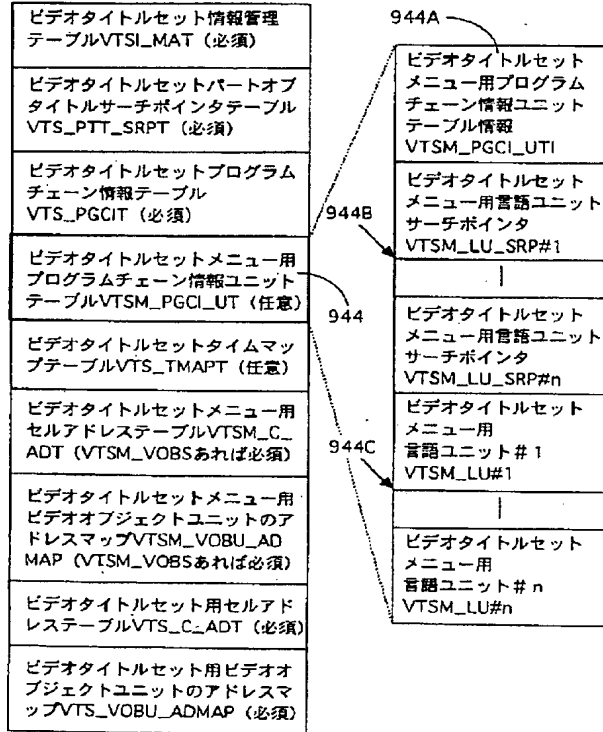 ビデオタイトルセット情報管理
テーブルVTSI_MAT（必須）
ビデオタイトルセットパートオブ
タイトルサーチポインタテーブル
VTS_PTT_SRPT（必須）
ビデオタイトルセットプログラム
チェーン情報テーブル
VTS_PGCIT（必須）
ビデオタイトルセットメニュー用
プログラムチェーン情報ユニット
テーブルVTSM_PGCI_UT（任意）
ビデオタイトルセットタイムマッ
プテーブルVTS_TMAPT（任意）
ビデオタイトルセットメニュー用
セルアドレステーブルVTSM_C_
ADT（VTSM_VOBSあれば必須）
ビデオタイトルセットメニュー用
ビデオオブジェクトユニットのア
ドレスマップVTSM_VOBU_AD
MAP（VTSM_VOBSあれば必須）
ビデオタイトルセット用セルアド
レステーブルVTS_C_ADT（必須）
ビデオタイトルセット用ビデオオ
ブジェクトユニットのアドレスマ
ップVTS_VOBU_ADMAP（必須）
944
944A
ビデオタイトルセット
メニュー用プログラム
チェーン情報ユニット
テーブル情報
VTSM_PGCI_UTI
944B
ビデオタイトルセット
メニュー用言語ユニット
サーチポインタ
VTSM_LU_SRP#1
ビデオタイトルセット
メニュー用言語ユニット
サーチポインタ
VTSM_LU_SRP#n
944C
ビデオタイトルセット
メニュー用
言語ユニット#1
VTSM_LU#1
ビデオタイトルセット
メニュー用
言語ユニット#n
VTSM_LU#n